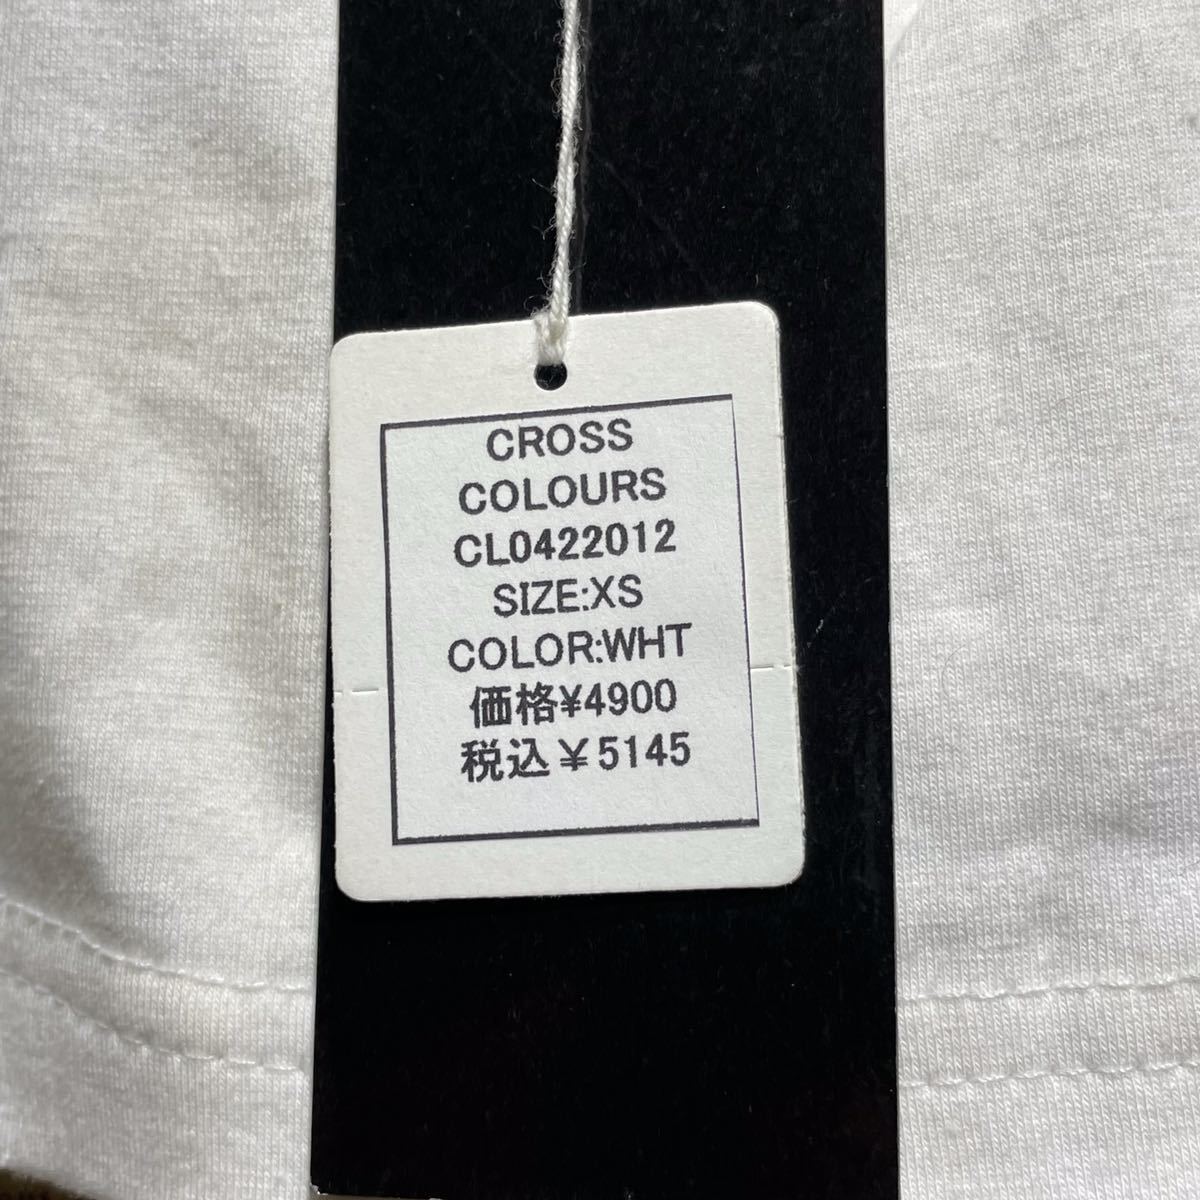 CROSS
COLOURS
CL0422012
SIZE:XS
COLOR:WHT
価格¥4900
税込￥5145